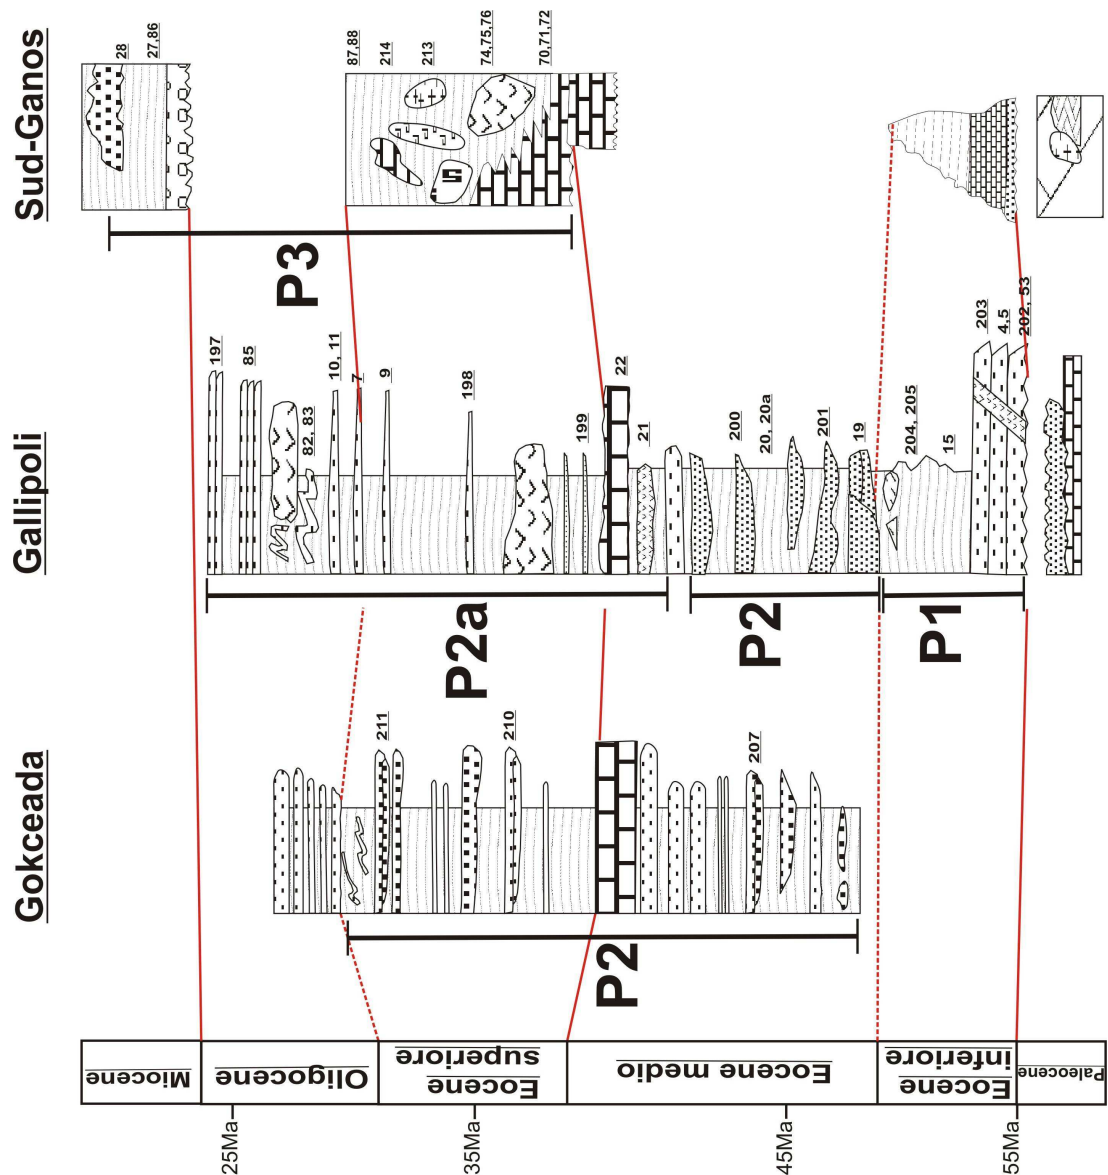 Sud-Ganos
28
27,86
87,88
214
213
74,75,76
70,71,72
P3
Gallipoli
197
85
82, 83
10, 11
7
9
198
199
22
21
200
20, 20a
201
19
204, 205
15
203
4,5
202, 53
P2a
P2
P1
Gokceada
211
210
207
P2
Miocene
Oligocene
Eocene
superiore
Eocene medio
Eocene
inferiore
Paleocene
25Ma
35Ma
45Ma
55Ma